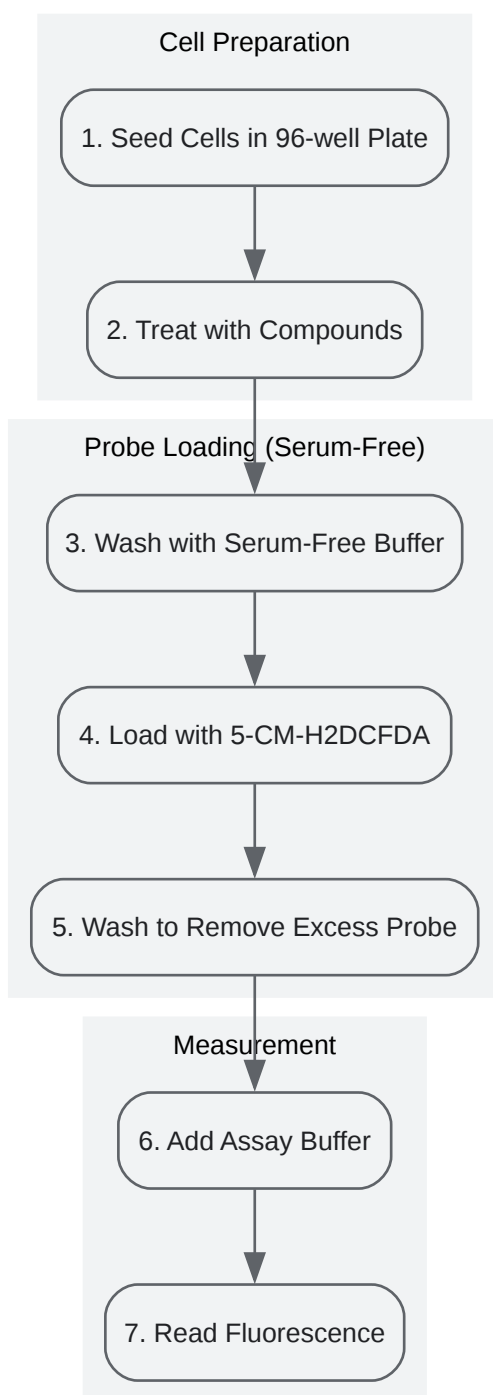 Cell Preparation
1. Seed Cells in 96-well Plate
2. Treat with Compounds
Probe Loading (Serum-Free)
3. Wash with Serum-Free Buffer
4. Load with 5-CM-H2DCFDA
5. Wash to Remove Excess Probe
Measurement
6. Add Assay Buffer
7. Read Fluorescence